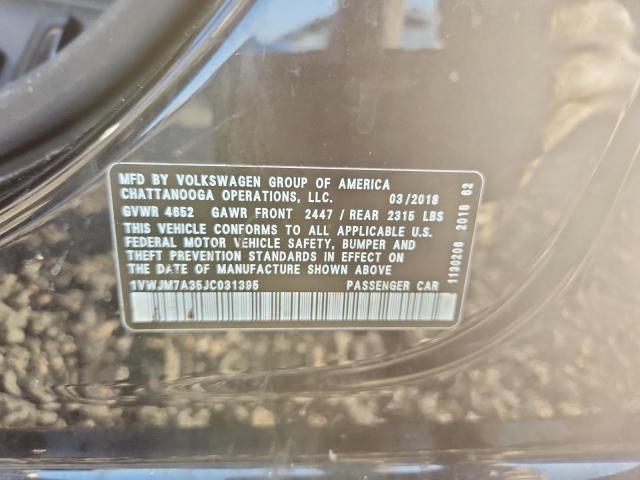 MFD BY VOLKSWAGEN GROUP OF AMERICA
CHATTANOOGA OPERATIONS, LLC. 03/2018
GVWR 4652 GAWR FRONT 2447 / REAR 2315 LBS
THIS VEHICLE CONFORMS TO ALL APPLICABLE U.S.
FEDERAL MOTOR VEHICLE SAFETY, BUMPER AND
THEFT PREVENTION STANDARDS IN EFFECT ON
THE DATE OF MANUFACTURE SHOWN ABOVE
1VWJM7A35JC031395 PASSENGER CAR
1130206 2018 62